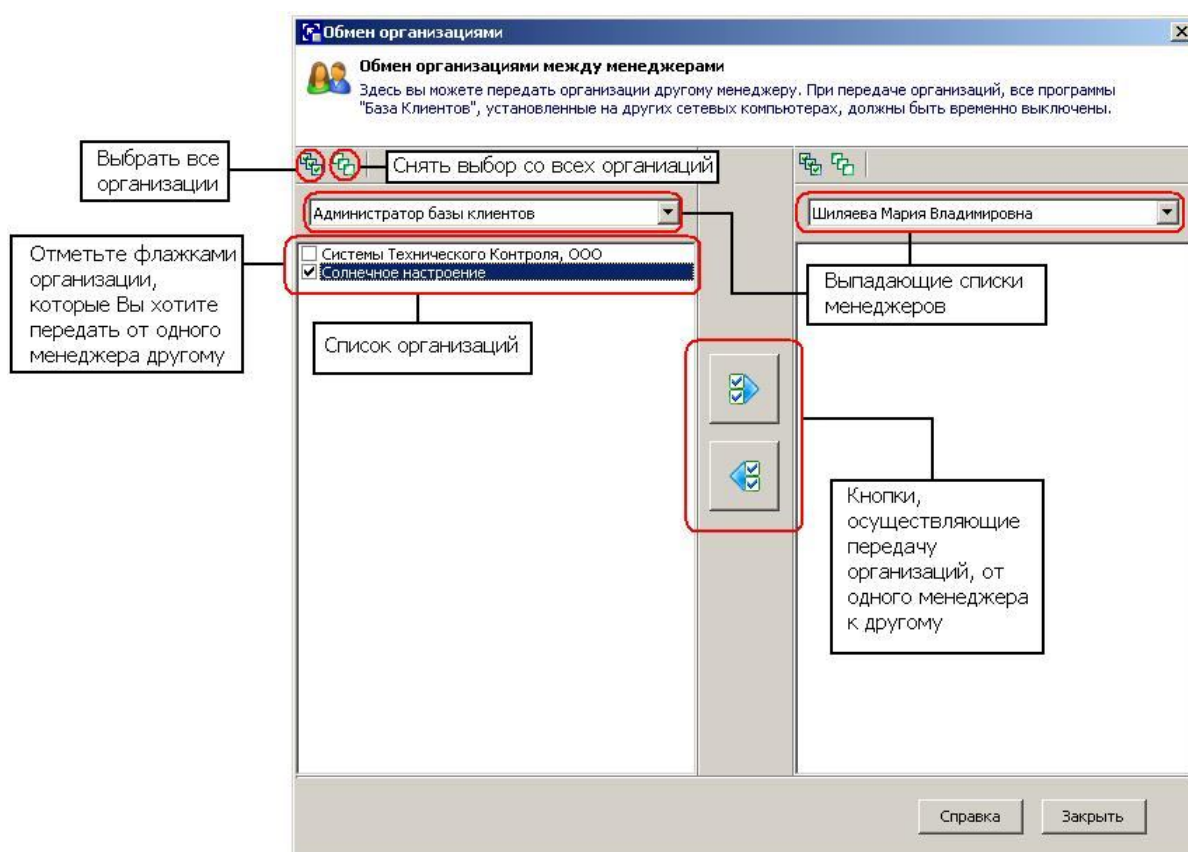 Обмен организациями
Обмен организациями между менеджерами
Здесь вы можете передать организации другому менеджеру. При передаче организаций, все программы
"База Клиентов", установленные на других сетевых компьютерах, должны быть временно выключены.
Выбрать все
организации
Снять выбор со всех органиаций
Администратор базы клиентов
Шиляева Мария Владимировна
Отметьте флажками
организации,
которые Вы хотите
передать от одного
менеджера другому
Системы Технического Контроля, ООО
Солнечное настроение
Выпадающие списки
менеджеров
Список организаций
Кнопки,
осуществляющие
передачу
организаций, от
одного менеджера
к другому
Справка
Закрыть